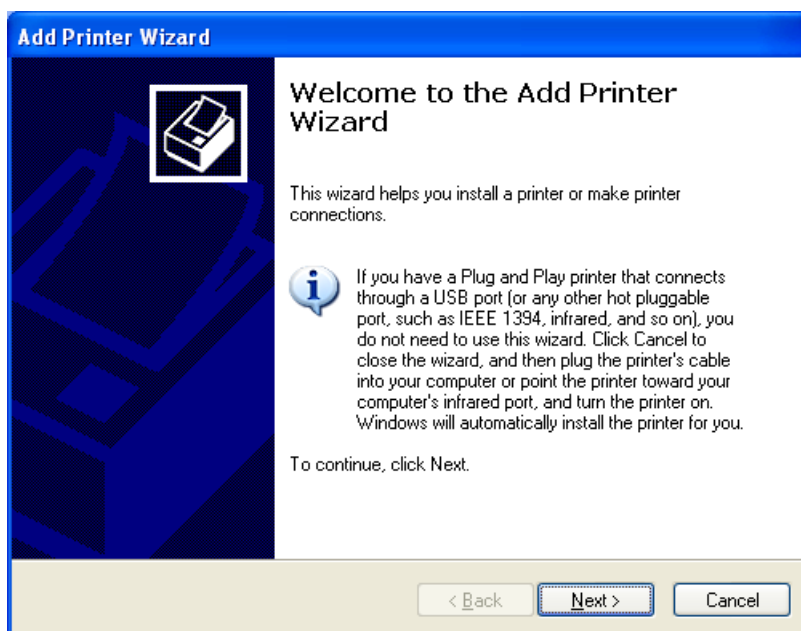 Add Printer Wizard
Welcome to the Add Printer
Wizard
This wizard helps you install a printer or make printer
connections.
If you have a Plug and Play printer that connects
through a USB port (or any other hot pluggable
port, such as IEEE 1394, infrared, and so on), you
do not need to use this wizard. Click Cancel to
close the wizard, and then plug the printer's cable
into your computer or point the printer toward your
computer's infrared port, and turn the printer on.
Windows will automatically install the printer for you.
To continue, click Next.
< Back Next > Cancel